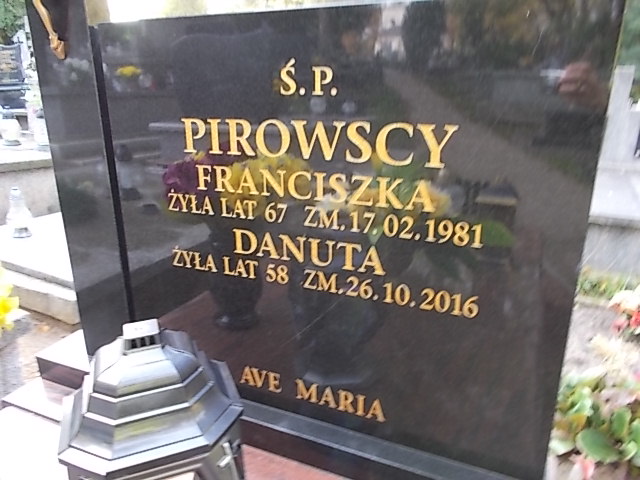 Ś.P.
PIROWSCY
FRANCISZKA
ŻYŁA LAT 67 ZM.17.02.1981
DANUTA
ŻYŁA LAT 58 ZM.26.10.2016
AVE MARIA